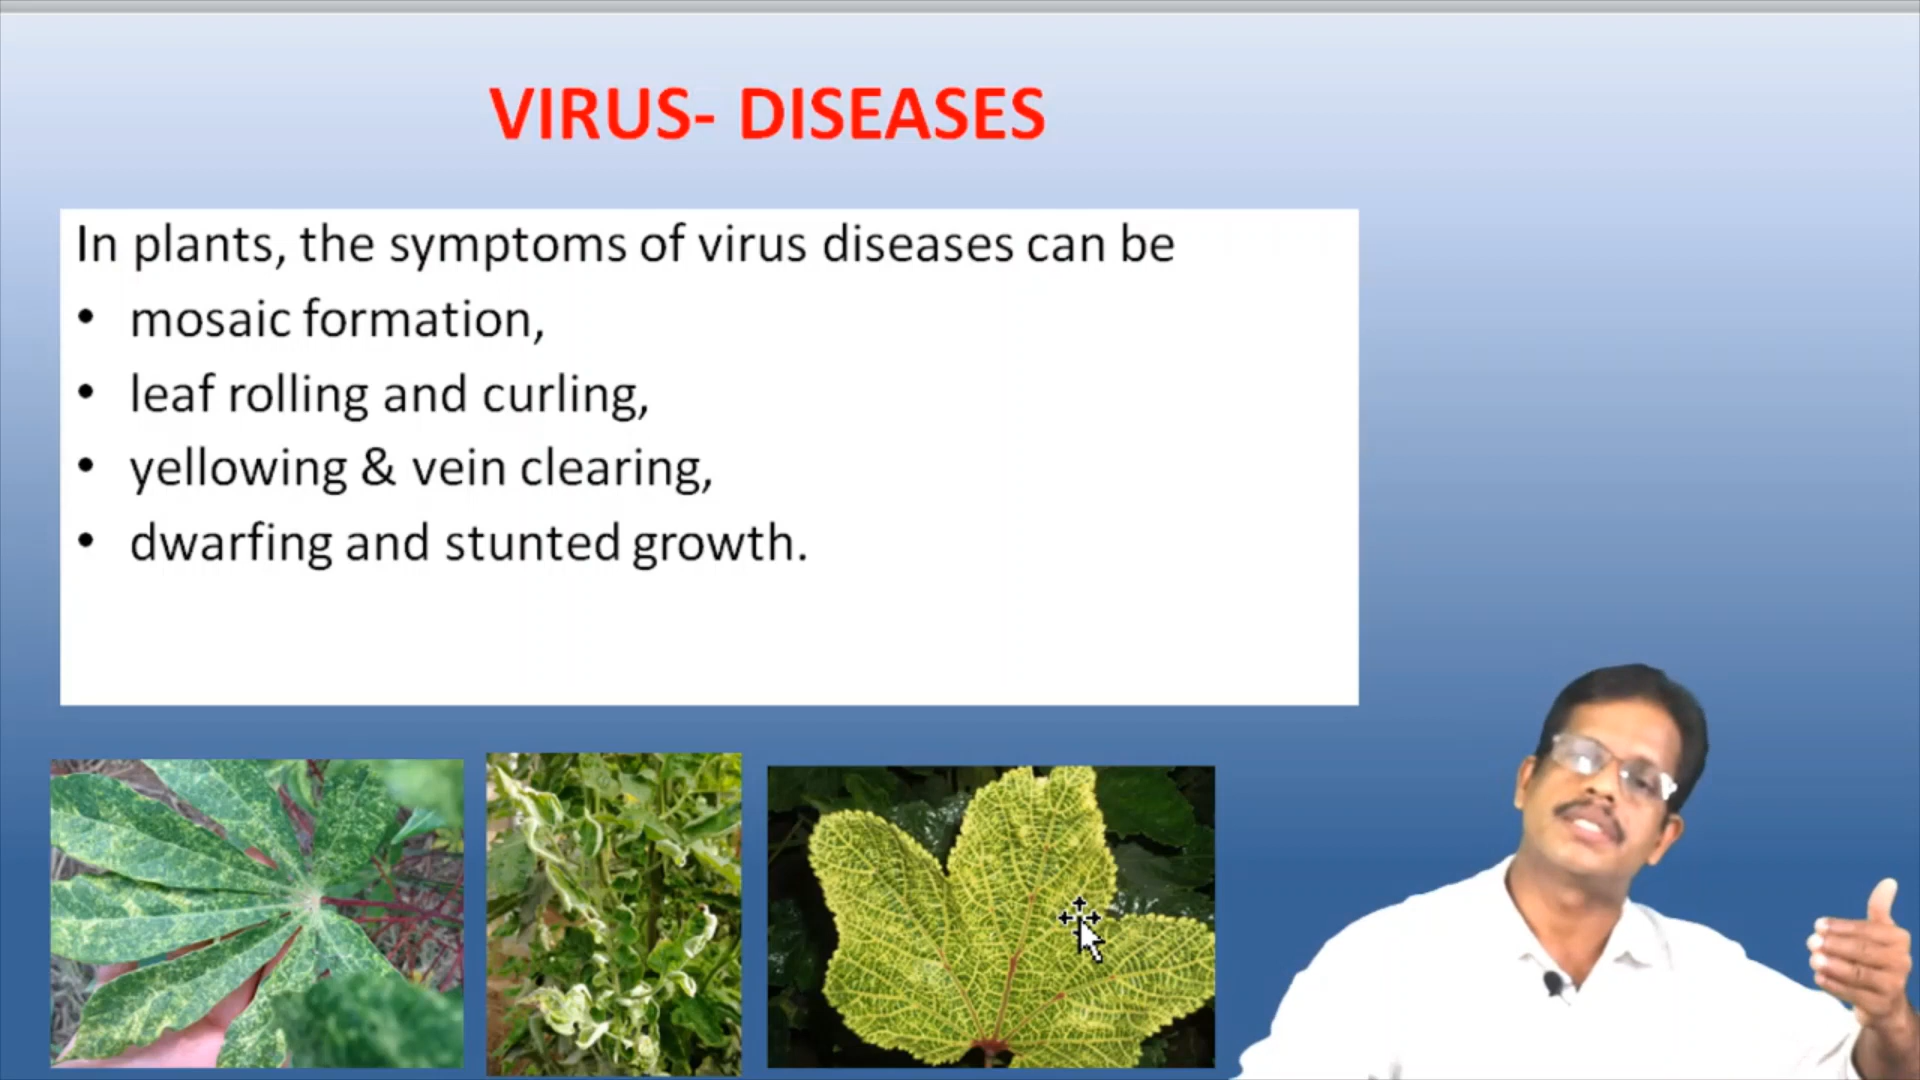 VIRUS- DISEASES
In plants, the symptoms of virus diseases can be
• mosaic formation,
• leaf rolling and curling,
• yellowing & vein clearing,
• dwarfing and stunted growth.